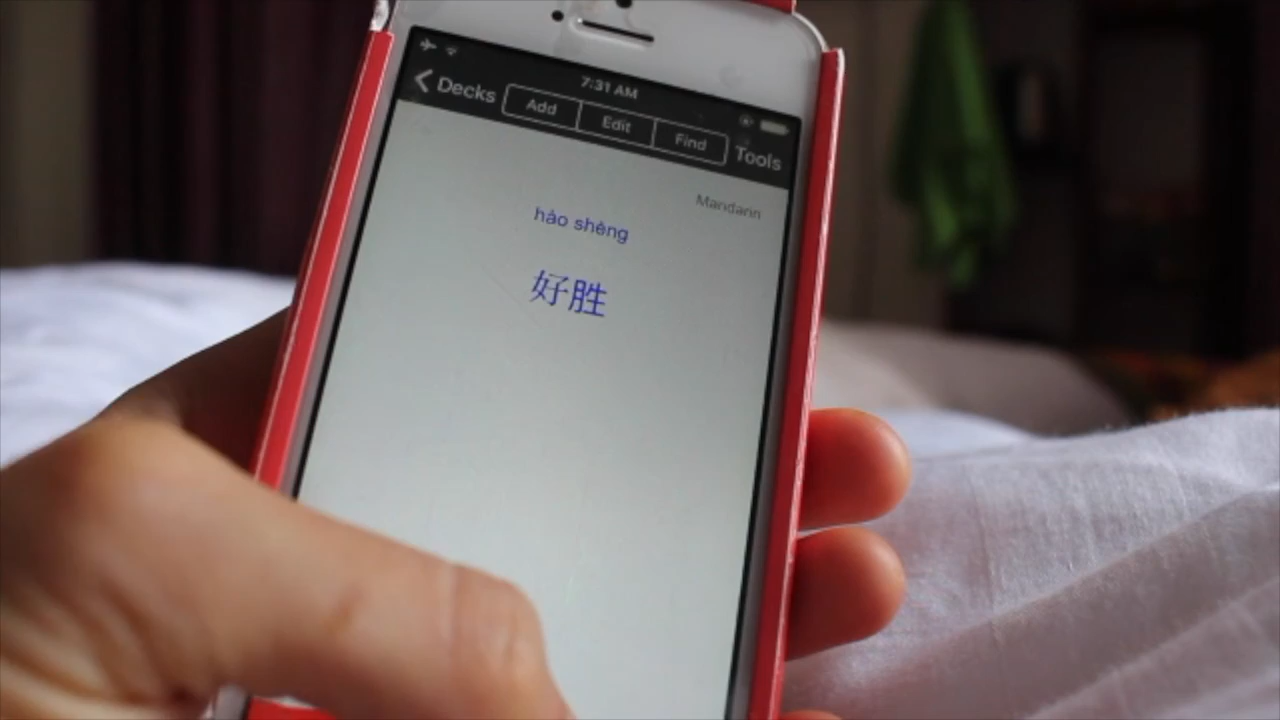 7:31 AM
Decks Add Edit Find Tools
Mandarin
hào shèng
好胜